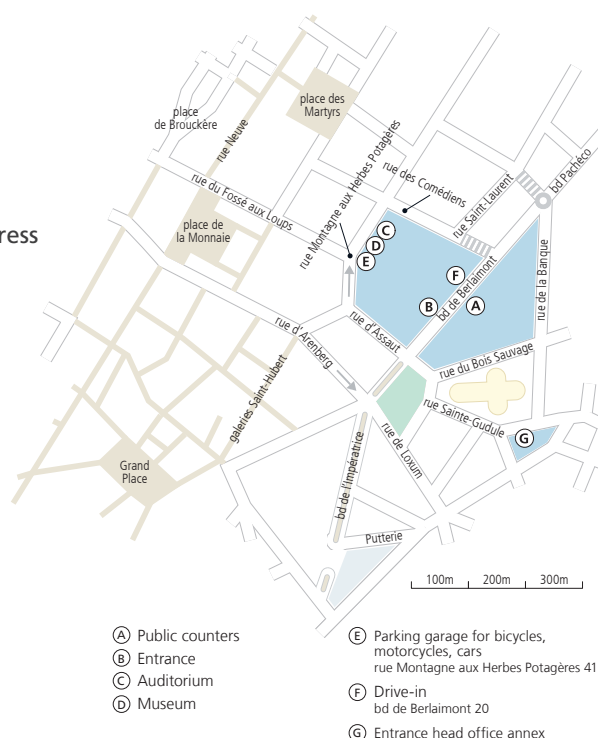 place des
Martyrs
place
de Brouckère
rue Neuve
rue Montagne aux Herbes Potagères
rue des Comédiens
rue Saint-Laurent
bd Pachéco
rue du Fossé aux Loups
ress
place de
la Monnaie
C
D
E
F
bd de Berlaimont
rue de la Banque
B
A
rue d'Assaut
rue d'Arenberg
rue du Bois Sauvage
galeries Saint-Hubert
rue Sainte-Gudule
G
rue de Loxum
bd de l'Impératrice
Grand
Place
Putterie
100m 200m 300m
A Public counters
B Entrance
C Auditorium
D Museum
E Parking garage for bicycles,
motorcycles, cars
rue Montagne aux Herbes Potagères 41
F Drive-in
bd de Berlaimont 20
G Entrance head office annex